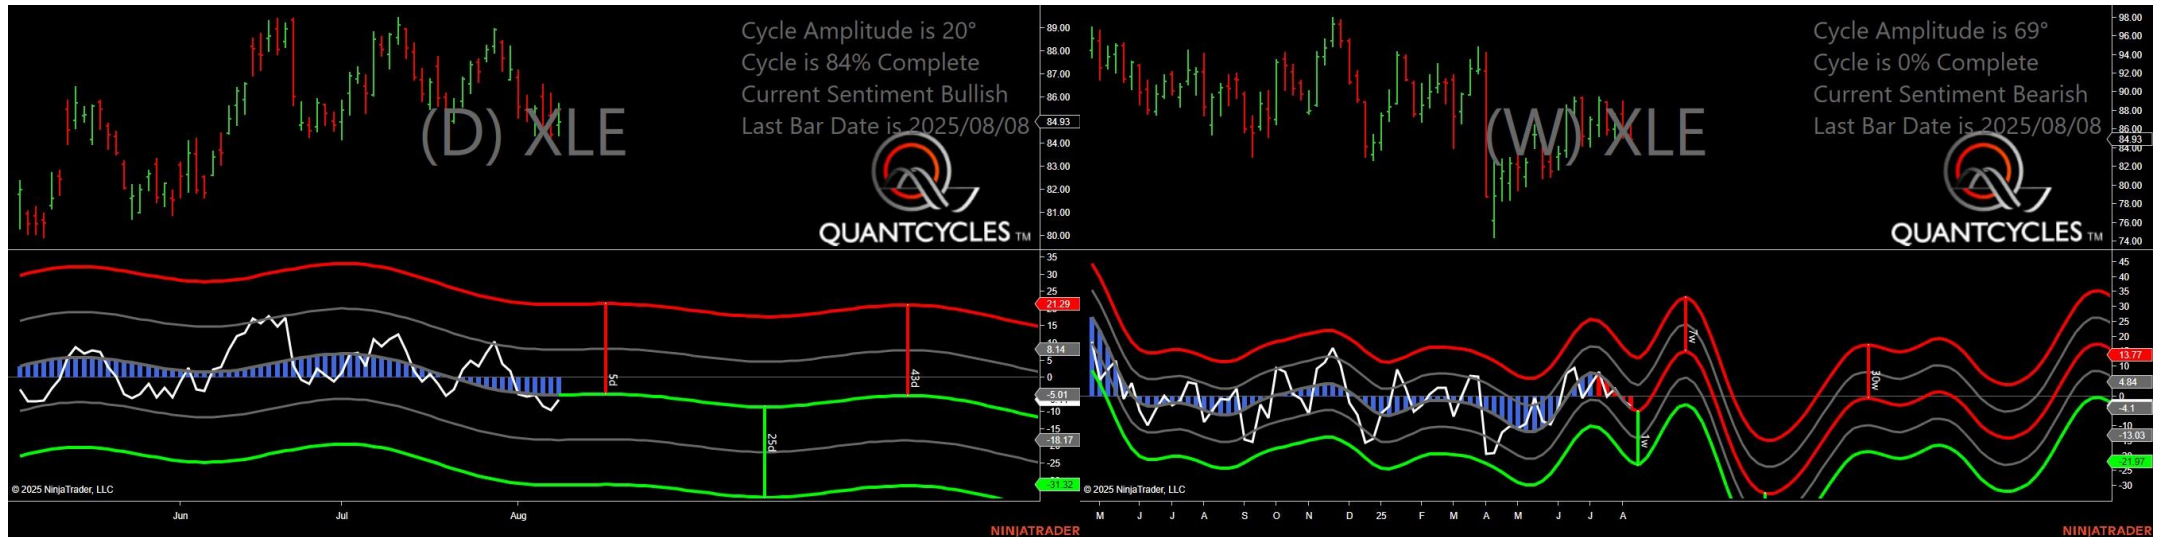 Cycle Amplitude is 20°
Cycle is 84% Complete
Current Sentiment Bullish
Last Bar Date is 2025/08/08
(D) XLE
QUANTCYCLES TM
89.00
88.00
87.00
86.00
84.93
84.00
83.00
82.00
81.00
80.00
35
30
25
21.29
15
10
8.14
5
0
-5.01
-10
-15
-18.17
-25
-31.32
5d
25d
43d
© 2025 NinjaTrader, LLC
Jun
Jul
Aug
NINJATRADER
Cycle Amplitude is 69°
Cycle is 0% Complete
Current Sentiment Bearish
Last Bar Date is 2025/08/08
(W) XLE
QUANTCYCLES TM
98.00
96.00
94.00
92.00
90.00
88.00
86.00
84.93
84.00
82.00
80.00
78.00
76.00
74.00
45
40
35
30
25
20
13.77
10
4.84
0
-4.1
-10
-13.03
-21.97
-25
-30
1w
7w
30w
© 2025 NinjaTrader, LLC
M J J A S O N D 25 F M A M J J A
NINJATRADER